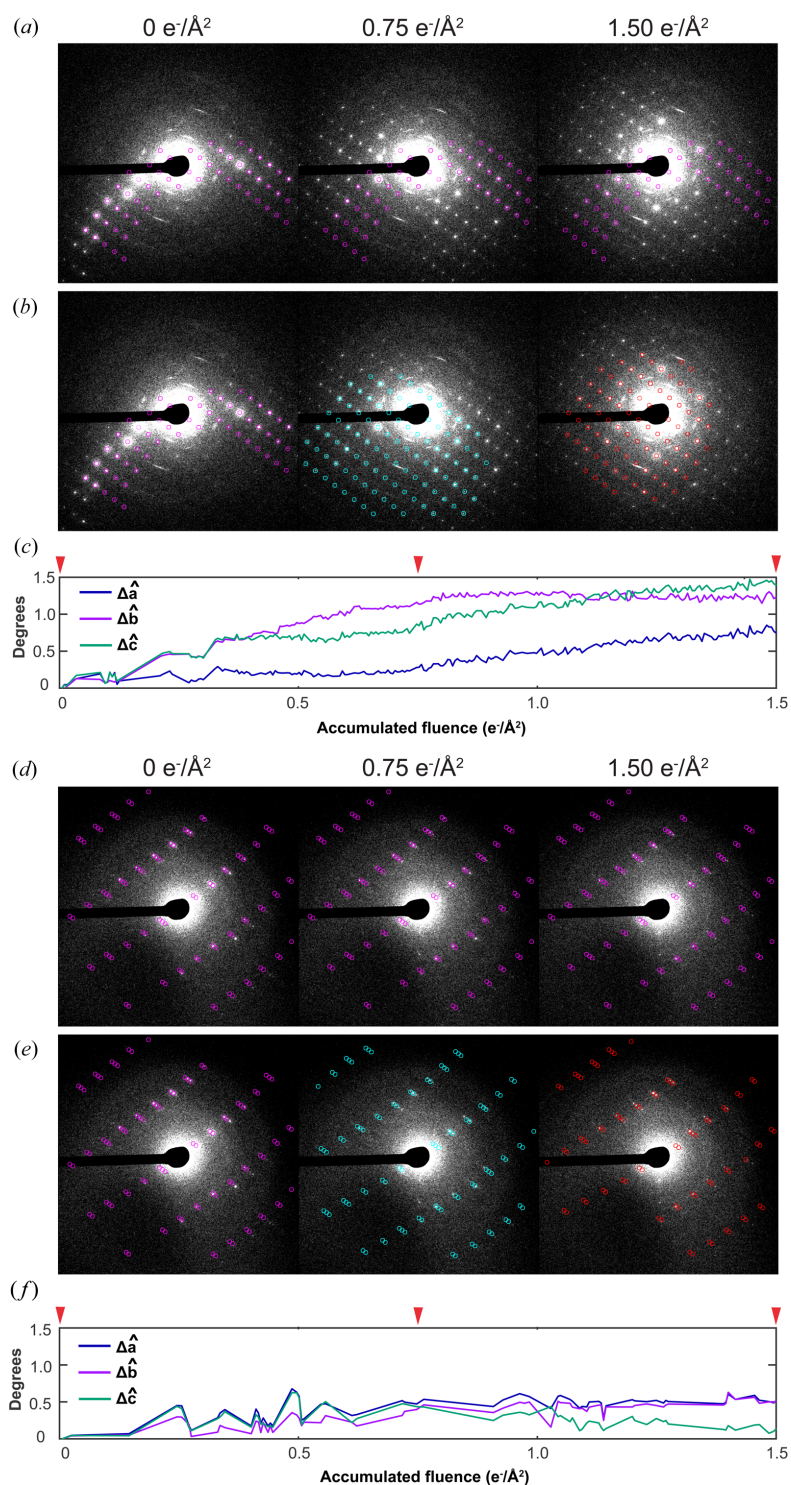 (a)
0 e⁻/Å² 0.75 e⁻/Å² 1.50 e⁻/Å²
(b)
(c)
1.5
1.0
0.5
0
Degrees
Δâ
Δb̂
Δĉ
0 0.5 1.0 1.5
Accumulated fluence (e⁻/Å²)
(d)
0 e⁻/Å² 0.75 e⁻/Å² 1.50 e⁻/Å²
(e)
(f)
1.5
1.0
0.5
0
Degrees
Δâ
Δb̂
Δĉ
0 0.5 1.0 1.5
Accumulated fluence (e⁻/Å²)